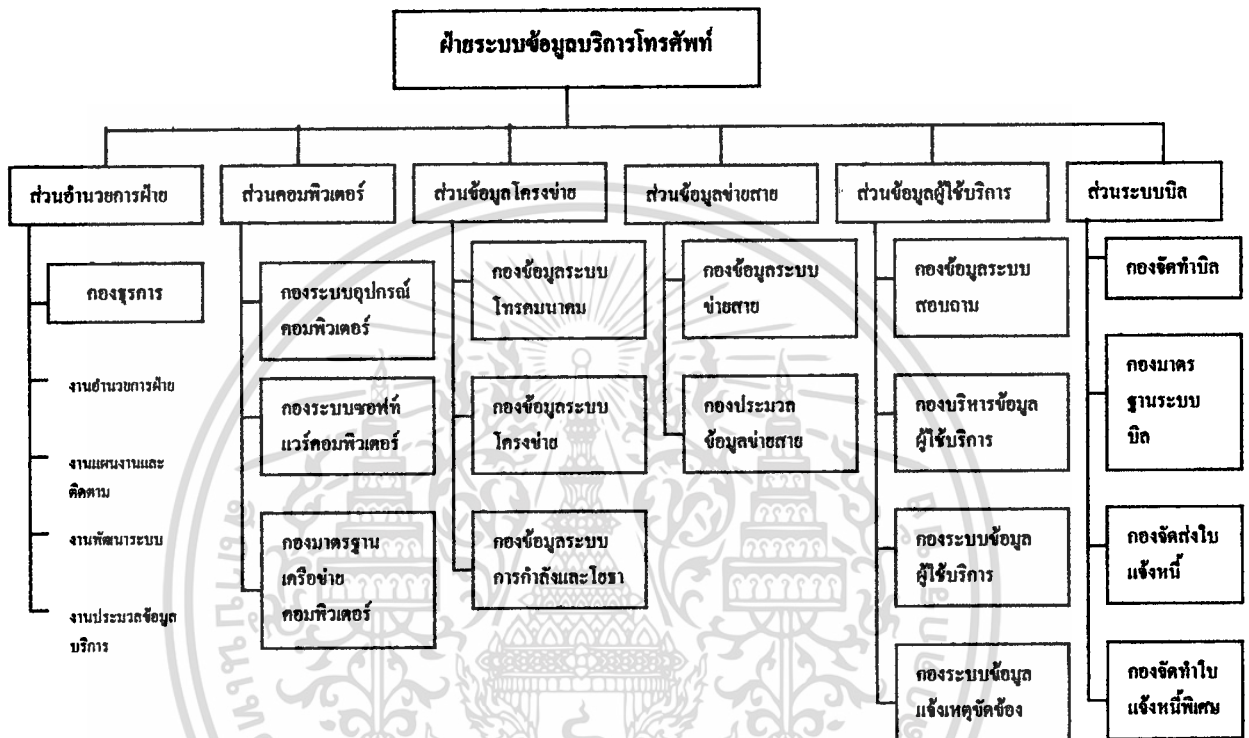 ฝ่ายระบบข้อมูลบริการโทรศัพท์
ส่วนอำนวยการฝ่าย
กองธุรการ
งานอำนวยการฝ่าย
งานแผนงานและ
ติดตาม
งานพัฒนาระบบ
งานประมวลข้อมูล
บริการ
ส่วนคอมพิวเตอร์
กองระบบอุปกรณ์
คอมพิวเตอร์
กองระบบซอฟท์
แวร์คอมพิวเตอร์
กองมาตรฐาน
เครือข่าย
คอมพิวเตอร์
ส่วนข้อมูลโครงข่าย
กองข้อมูลระบบ
โทรคมนาคม
กองข้อมูลระบบ
โครงข่าย
กองข้อมูลระบบ
การกำลังและโยธา
ส่วนข้อมูลข่ายสาย
กองข้อมูลระบบ
ข่ายสาย
กองประมวล
ข้อมูลข่ายสาย
ส่วนข้อมูลผู้ใช้บริการ
กองข้อมูลระบบ
สอบถาม
กองบริหารข้อมูล
ผู้ใช้บริการ
กองระบบข้อมูล
ผู้ใช้บริการ
กองระบบข้อมูล
แจ้งเหตุขัดข้อง
ส่วนระบบบิล
กองจัดทำบิล
กองมาตร
ฐานระบบ
บิล
กองจัดส่งใบ
แจ้งหนี้
กองจัดทำใบ
แจ้งหนี้พิเศษ